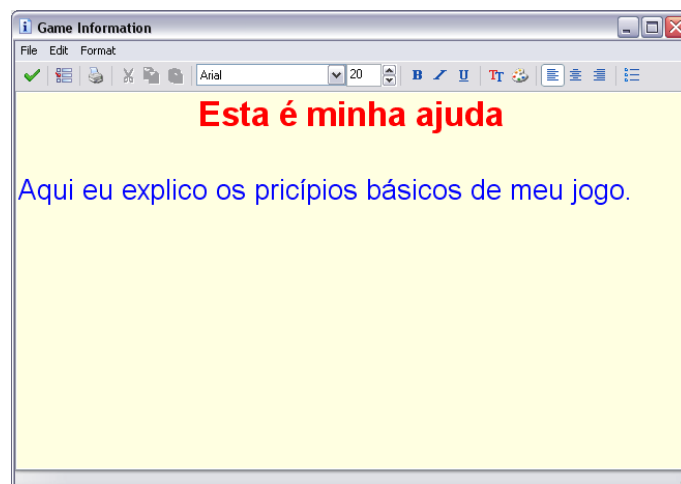 Game Information
File Edit Format
Arial 20 B I U TT
Esta é minha ajuda
Aqui eu explico os pricípios básicos de meu jogo.